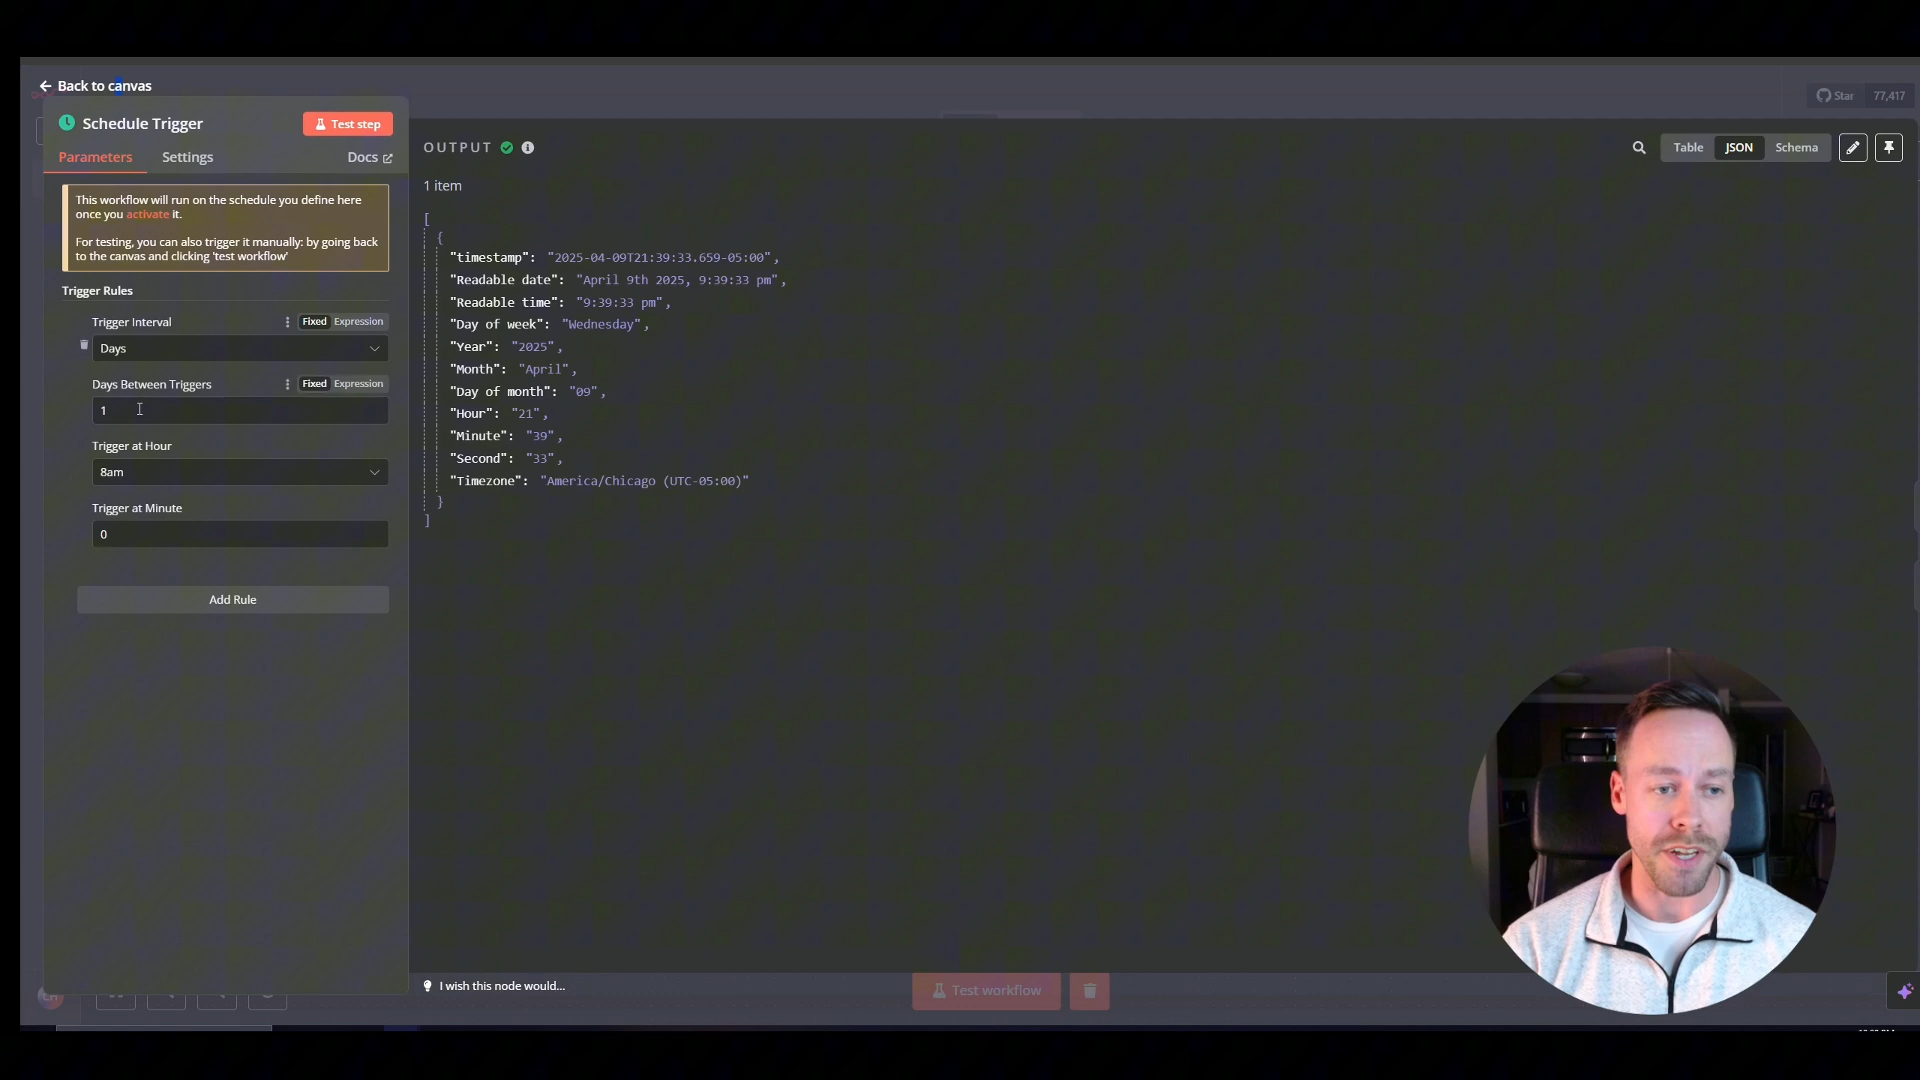 Back to canvas
Star 77,417
Schedule Trigger
Test step
Parameters
Settings
Docs
This workflow will run on the schedule you define here
once you activate it.
For testing, you can also trigger it manually: by going back
to the canvas and clicking 'test workflow'
Trigger Rules
Trigger Interval
Fixed Expression
Days
Days Between Triggers
Fixed Expression
1
Trigger at Hour
8am
Trigger at Minute
0
Add Rule
OUTPUT
Table JSON Schema
1 item
[
{
"timestamp": "2025-04-09T21:39:33.659-05:00",
"Readable date": "April 9th 2025, 9:39:33 pm",
"Readable time": "9:39:33 pm",
"Day of week": "Wednesday",
"Year": "2025",
"Month": "April",
"Day of month": "09",
"Hour": "21",
"Minute": "39",
"Second": "33",
"Timezone": "America/Chicago (UTC-05:00)"
}
]
I wish this node would...
Test workflow